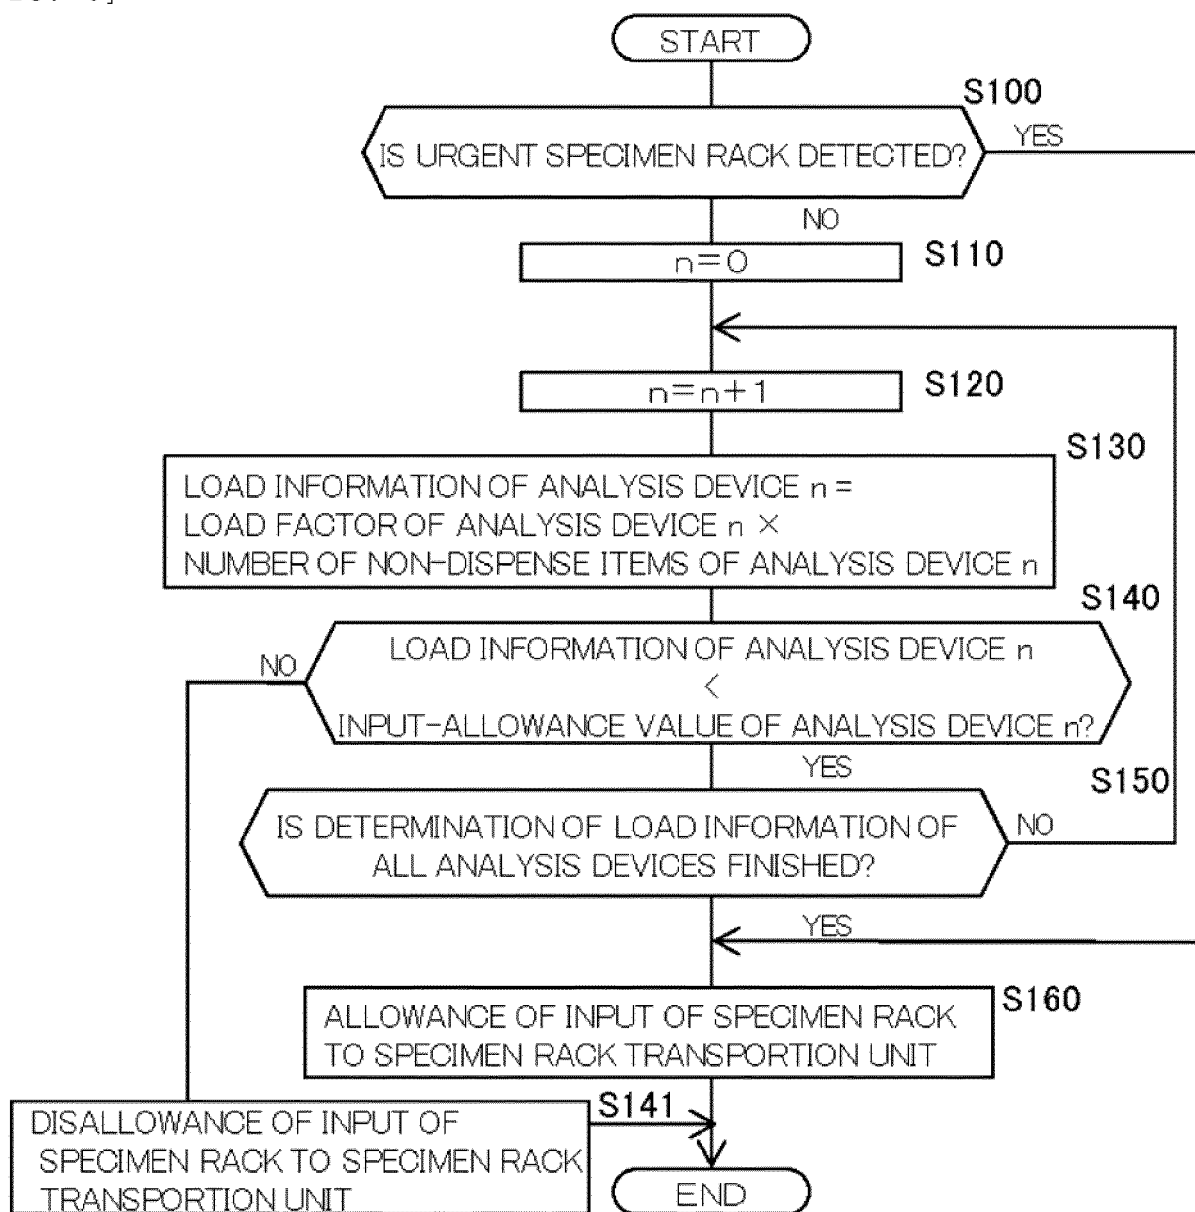 START
S100
IS URGENT SPECIMEN RACK DETECTED?
YES
NO
n=0
S110
n=n+1
S120
S130
LOAD INFORMATION OF ANALYSIS DEVICE n =
LOAD FACTOR OF ANALYSIS DEVICE n ×
NUMBER OF NON-DISPENSE ITEMS OF ANALYSIS DEVICE n
S140
NO
LOAD INFORMATION OF ANALYSIS DEVICE n
<
INPUT-ALLOWANCE VALUE OF ANALYSIS DEVICE n?
YES
S150
IS DETERMINATION OF LOAD INFORMATION OF
ALL ANALYSIS DEVICES FINISHED?
NO
YES
S160
ALLOWANCE OF INPUT OF SPECIMEN RACK
TO SPECIMEN RACK TRANSPORTION UNIT
S141
DISALLOWANCE OF INPUT OF
SPECIMEN RACK TO SPECIMEN RACK
TRANSPORTION UNIT
END